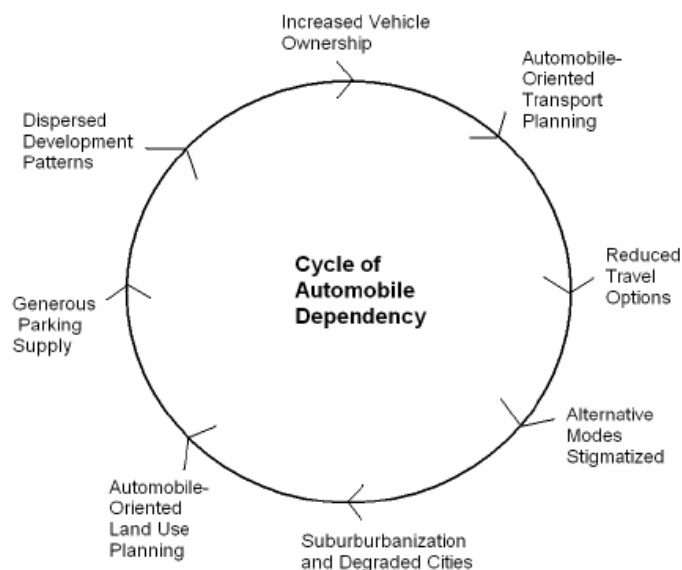 Increased Vehicle
Ownership
Automobile-
Oriented
Transport
Planning
Reduced
Travel
Options
Alternative
Modes
Stigmatized
Suburburbanization
and Degraded Cities
Automobile-
Oriented
Land Use
Planning
Generous
Parking
Supply
Dispersed
Development
Patterns
Cycle of
Automobile
Dependency